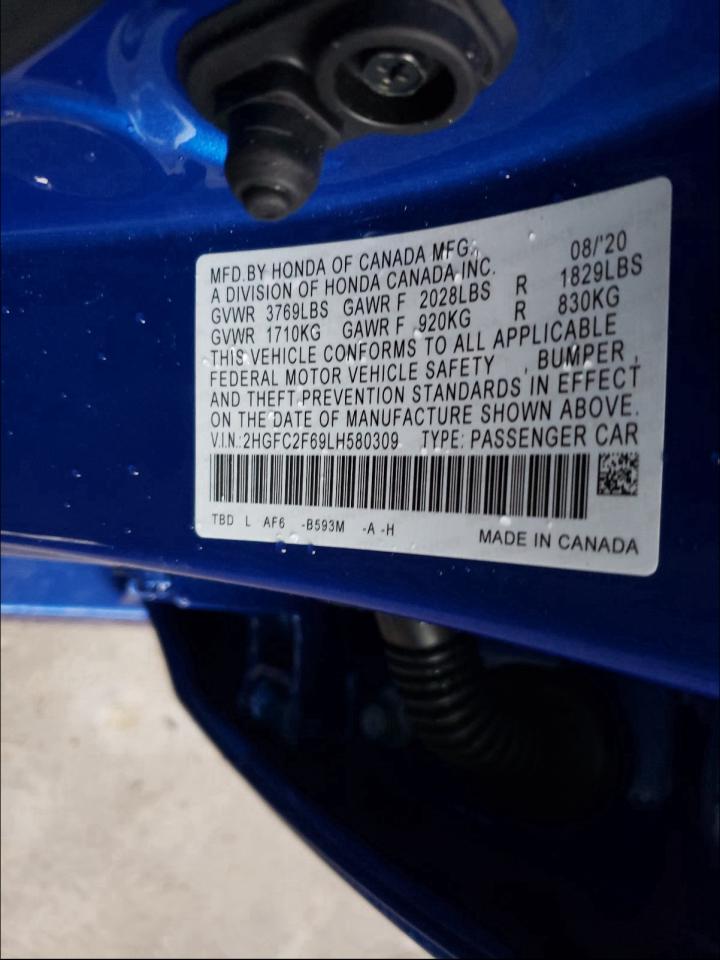 MFD.BY HONDA OF CANADA MFG. 08/'20
A DIVISION OF HONDA CANADA INC.
GVWR 3769LBS GAWR F 2028LBS R 1829LBS
GVWR 1710KG GAWR F 920KG R 830KG
THIS VEHICLE CONFORMS TO ALL APPLICABLE
FEDERAL MOTOR VEHICLE SAFETY , BUMPER ,
AND THEFT PREVENTION STANDARDS IN EFFECT
ON THE DATE OF MANUFACTURE SHOWN ABOVE.
V.I.N.:2HGFC2F69LH580309 TYPE: PASSENGER CAR
TBD L AF6 -B593M -A -H
MADE IN CANADA